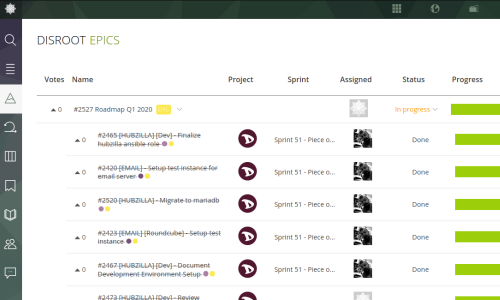 DISROOT EPICS
Votes Name Project Sprint Assigned Status Progress
0 #2527 Roadmap Q1 2020 In progress
0 #2465 [HUBZILLA] [Dev] - Finalize hubzilla ansible role Sprint 51 - Piece o... Done
0 #2420 [EMAIL] - Setup test instance for email server Sprint 51 - Piece o... Done
0 #2520 [HUBZILLA] - Migrate to mariadb Sprint 51 - Piece o... Done
0 #2423 [EMAIL] [Roundcube] - Setup test instance Sprint 51 - Piece o... Done
0 #2467 [HUBZILLA] [Dev] - Document Development Environment Setup Sprint 51 - Piece o... Done
#2473 [HUBZILLA] [Dev] - Review